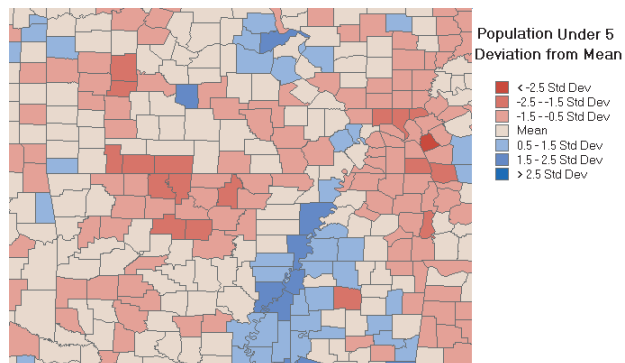 Population Under 5
Deviation from Mean
< -2.5 Std Dev
-2.5 --1.5 Std Dev
-1.5 --0.5 Std Dev
Mean
0.5 - 1.5 Std Dev
1.5 - 2.5 Std Dev
> 2.5 Std Dev